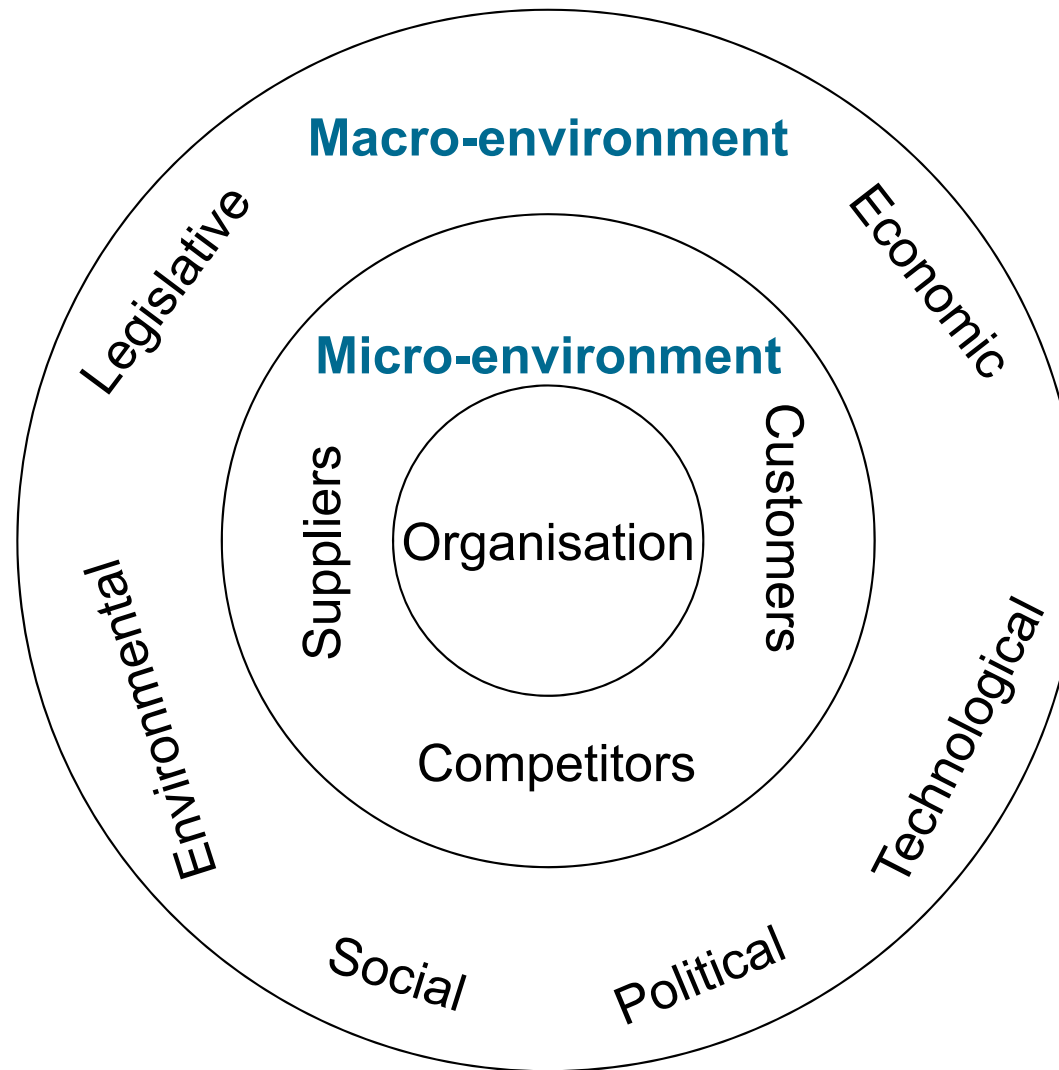 Macro-environment
Legislative
Economic
Micro-environment
Suppliers
Organisation
Customers
Competitors
Environmental
Technological
Social
Political